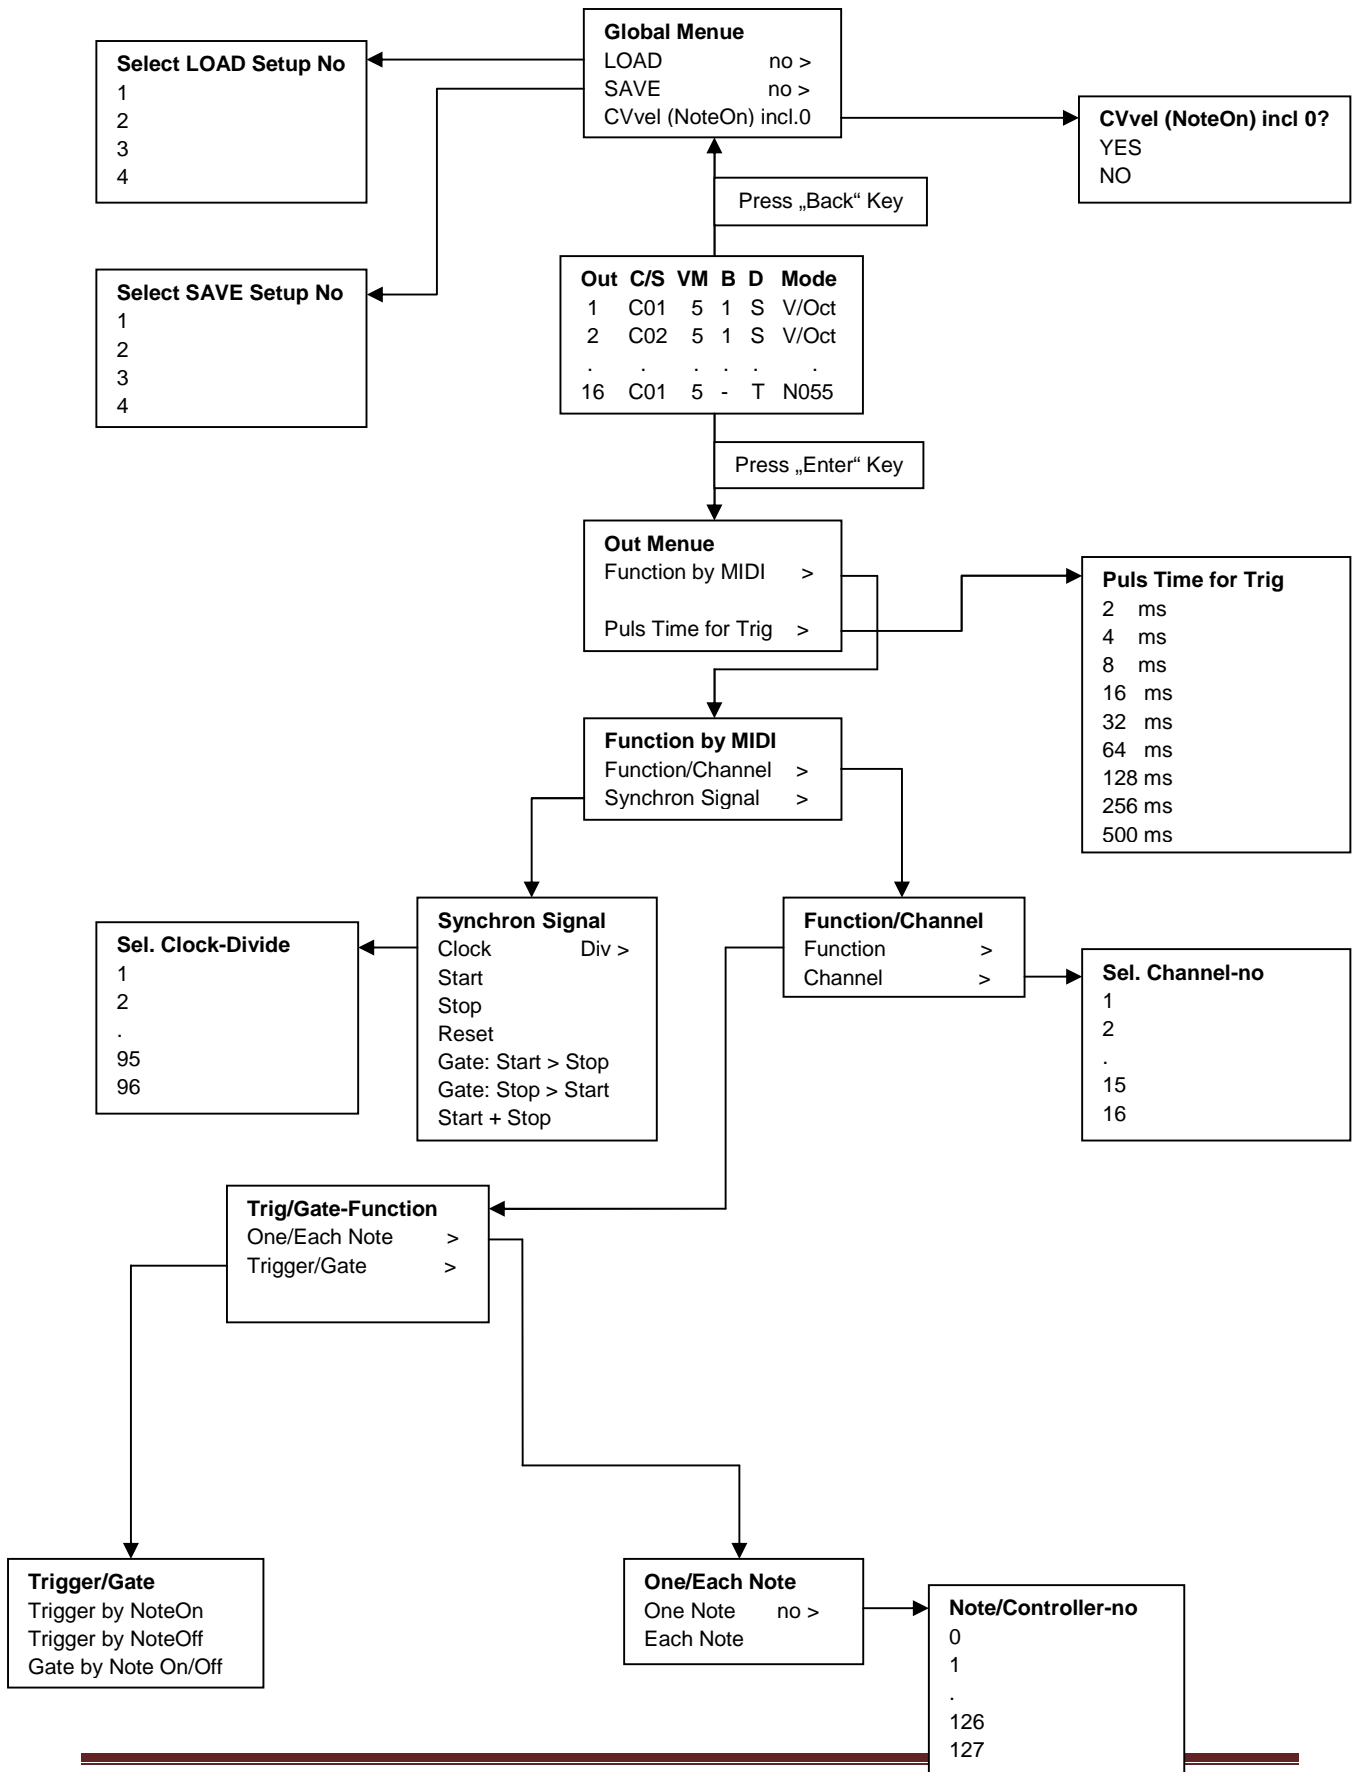 Global Menue
LOAD no >
SAVE no >
CVvel (NoteOn) incl.0
Select LOAD Setup No
1
2
3
4
CVvel (NoteOn) incl 0?
YES
NO
Press „Back“ Key
Select SAVE Setup No
1
2
3
4
Out C/S VM B D Mode
1 C01 5 1 S V/Oct
2 C02 5 1 S V/Oct
. . . . . .
16 C01 5 - T N055
Press „Enter“ Key
Out Menue
Function by MIDI >
Puls Time for Trig >
Puls Time for Trig
2 ms
4 ms
8 ms
16 ms
32 ms
64 ms
128 ms
256 ms
500 ms
Function by MIDI
Function/Channel >
Synchron Signal >
Sel. Clock-Divide
1
2
.
95
96
Synchron Signal
Clock Div >
Start
Stop
Reset
Gate: Start > Stop
Gate: Stop > Start
Start + Stop
Function/Channel
Function >
Channel >
Sel. Channel-no
1
2
.
15
16
Trig/Gate-Function
One/Each Note >
Trigger/Gate >
Trigger/Gate
Trigger by NoteOn
Trigger by NoteOff
Gate by Note On/Off
One/Each Note
One Note no >
Each Note
Note/Controller-no
0
1
.
126
127